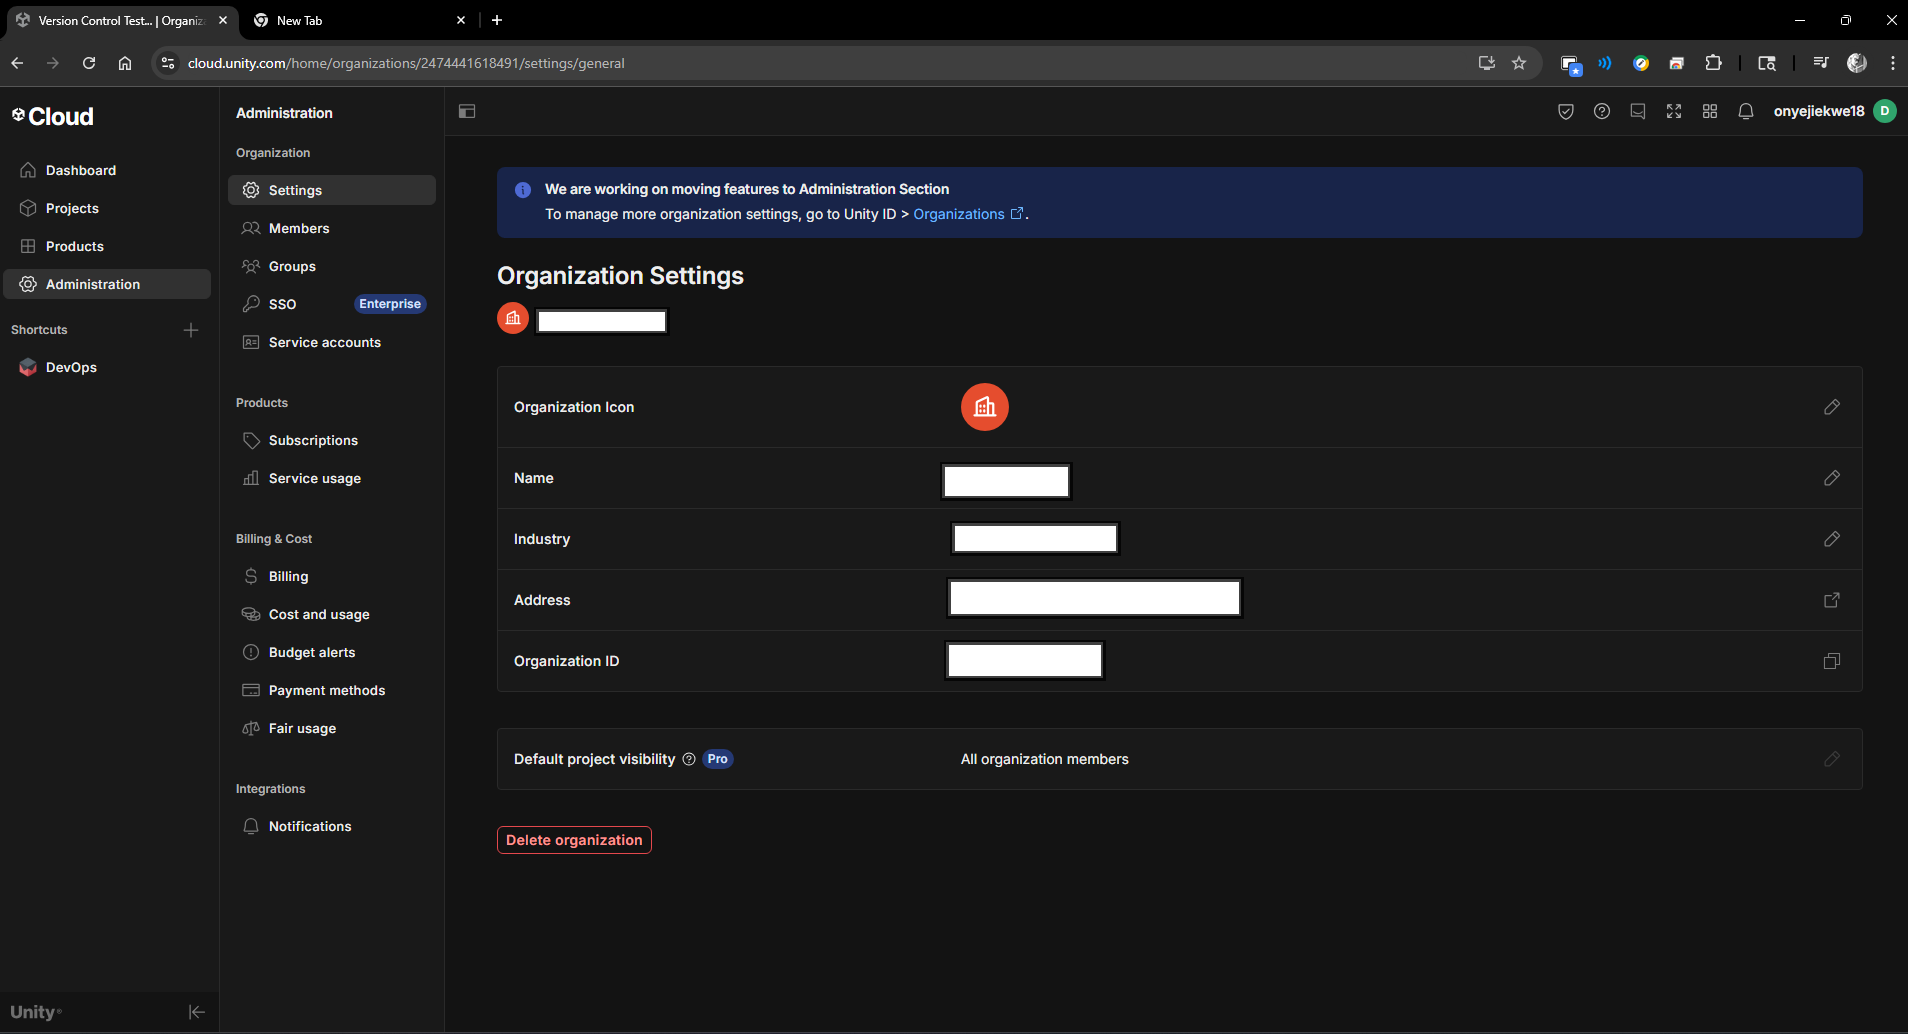 Version Control Test... | Organiz
New Tab
cloud.unity.com/home/organizations/2474441618491/settings/general
Cloud
Dashboard
Projects
Products
Administration
Shortcuts
DevOps
Unity®
Administration
Organization
Settings
Members
Groups
SSO Enterprise
Service accounts
Products
Subscriptions
Service usage
Billing & Cost
Billing
Cost and usage
Budget alerts
Payment methods
Fair usage
Integrations
Notifications
onyejiekwe18 D
We are working on moving features to Administration Section
To manage more organization settings, go to Unity ID > Organizations .
Organization Settings
Organization Icon
Name
Industry
Address
Organization ID
Default project visibility Pro All organization members
Delete organization